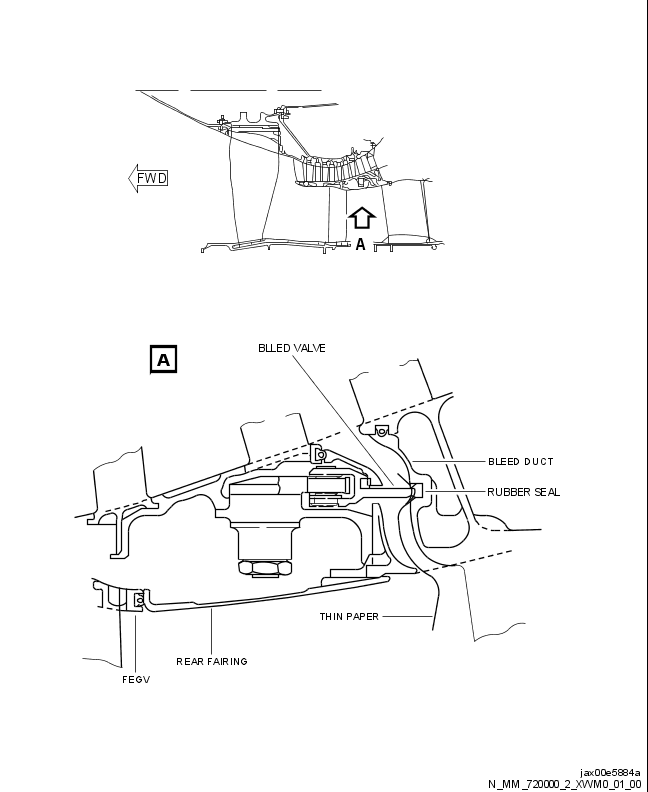 FWD
A
A
BLLED VALVE
BLEED DUCT
RUBBER SEAL
THIN PAPER
REAR FAIRING
FEGV
jax00e5884a
N_MM_720000_2_XWM0_01_00